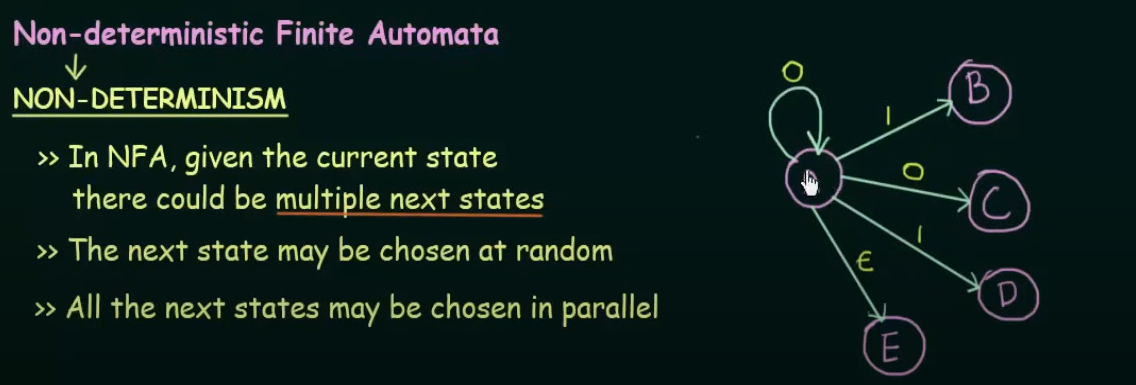 Non-deterministic Finite Automata
NON-DETERMINISM
>> In NFA, given the current state
there could be multiple next states
>> The next state may be chosen at random
>> All the next states may be chosen in parallel
0
1
B
0
C
1
D
ϵ
E